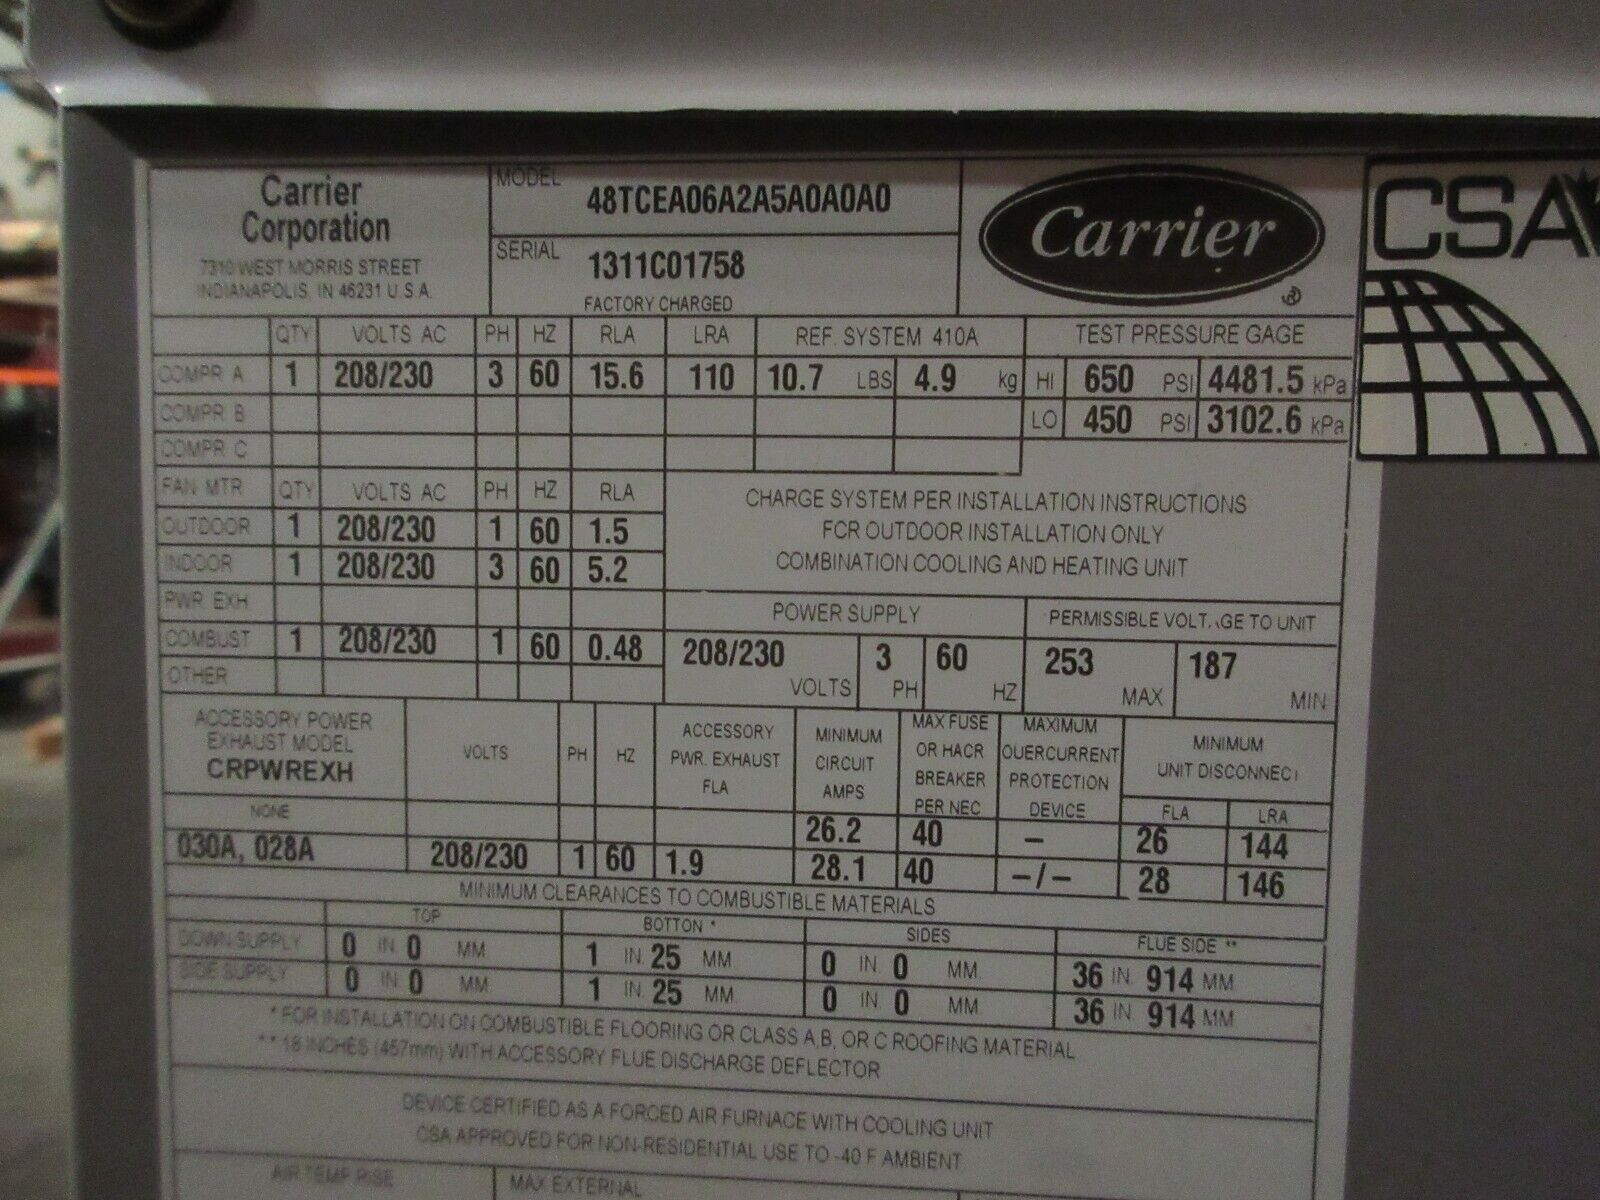 Carrier
Corporation
7310 WEST MORRIS STREET
INDIANAPOLIS, IN 46231 U.S.A.
MODEL 48TCEA06A2A5A0A0A0
SERIAL 1311C01758
FACTORY CHARGED
Carrier
®
CSA
QTY VOLTS AC PH HZ RLA LRA REF. SYSTEM 410A TEST PRESSURE GAGE
COMPR A 1 208/230 3 60 15.6 110 10.7 LBS 4.9 kg HI 650 PSI 4481.5 kPa
COMPR B LO 450 PSI 3102.6 kPa
COMPR C
FAN MTR QTY VOLTS AC PH HZ RLA
OUTDOOR 1 208/230 1 60 1.5
INDOOR 1 208/230 3 60 5.2
PWR. EXH
COMBUST 1 208/230 1 60 0.48
OTHER
CHARGE SYSTEM PER INSTALLATION INSTRUCTIONS
FCR OUTDOOR INSTALLATION ONLY
COMBINATION COOLING AND HEATING UNIT
POWER SUPPLY PERMISSIBLE VOLT.GE TO UNIT
208/230 VOLTS 3 PH 60 HZ 253 MAX 187 MIN
ACCESSORY POWER
EXHAUST MODEL
CRPWREXH
VOLTS PH HZ
ACCESSORY
PWR. EXHAUST
FLA
MINIMUM
CIRCUIT
AMPS
MAX FUSE
OR HACR
BREAKER
PER NEC
MAXIMUM
OUERCURRENT
PROTECTION
DEVICE
MINIMUM
UNIT DISCONNECT
FLA LRA
NONE 26.2 40 – 26 144
030A, 028A 208/230 1 60 1.9 28.1 40 –/– 28 146
MINIMUM CLEARANCES TO COMBUSTIBLE MATERIALS
TOP BOTTON * SIDES FLUE SIDE **
DOWN SUPPLY 0 IN 0 MM 1 IN. 25 MM 0 IN. 0 MM. 36 IN. 914 MM
SIDE SUPPLY 0 IN 0 MM. 1 IN. 25 MM. 0 IN. 0 MM. 36 IN 914 MM
* FOR INSTALLATION ON COMBUSTIBLE FLOORING OR CLASS A,B, OR C ROOFING MATERIAL
** 18 INCHES (457mm) WITH ACCESSORY FLUE DISCHARGE DEFLECTOR
DEVICE CERTIFIED AS A FORCED AIR FURNACE WITH COOLING UNIT
CSA APPROVED FOR NON-RESIDENTIAL USE TO -40 F AMBIENT
AIR TEMP RISE MAX EXTERNAL